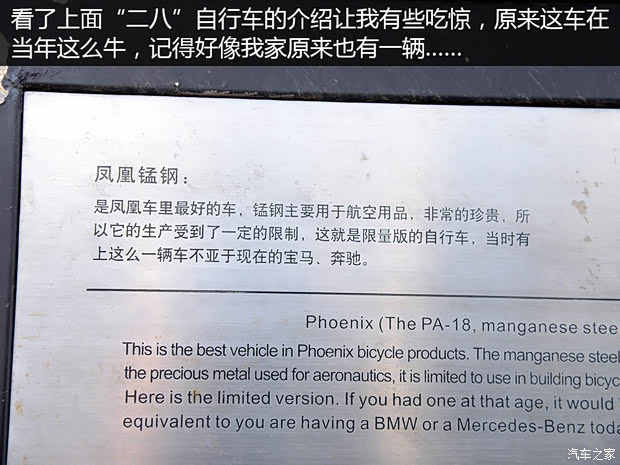 看了上面“二八”自行车的介绍让我有些吃惊，原来这车在
当年这么牛，记得好像我家原来也有一辆......
凤凰锰钢：
是凤凰车里最好的车，锰钢主要用于航空用品，非常的珍贵，所
以它的生产受到了一定的限制，这就是限量版的自行车，当时有
上这么一辆车不亚于现在的宝马、奔驰。
Phoenix (The PA-18, manganese stee
This is the best vehicle in Phoenix bicycle products. The manganese steel
the precious metal used for aeronautics, it is limited to use in building bicyc
Here is the limited version. If you had one at that age, it would
equivalent to you are having a BMW or a Mercedes-Benz toda
汽车之家